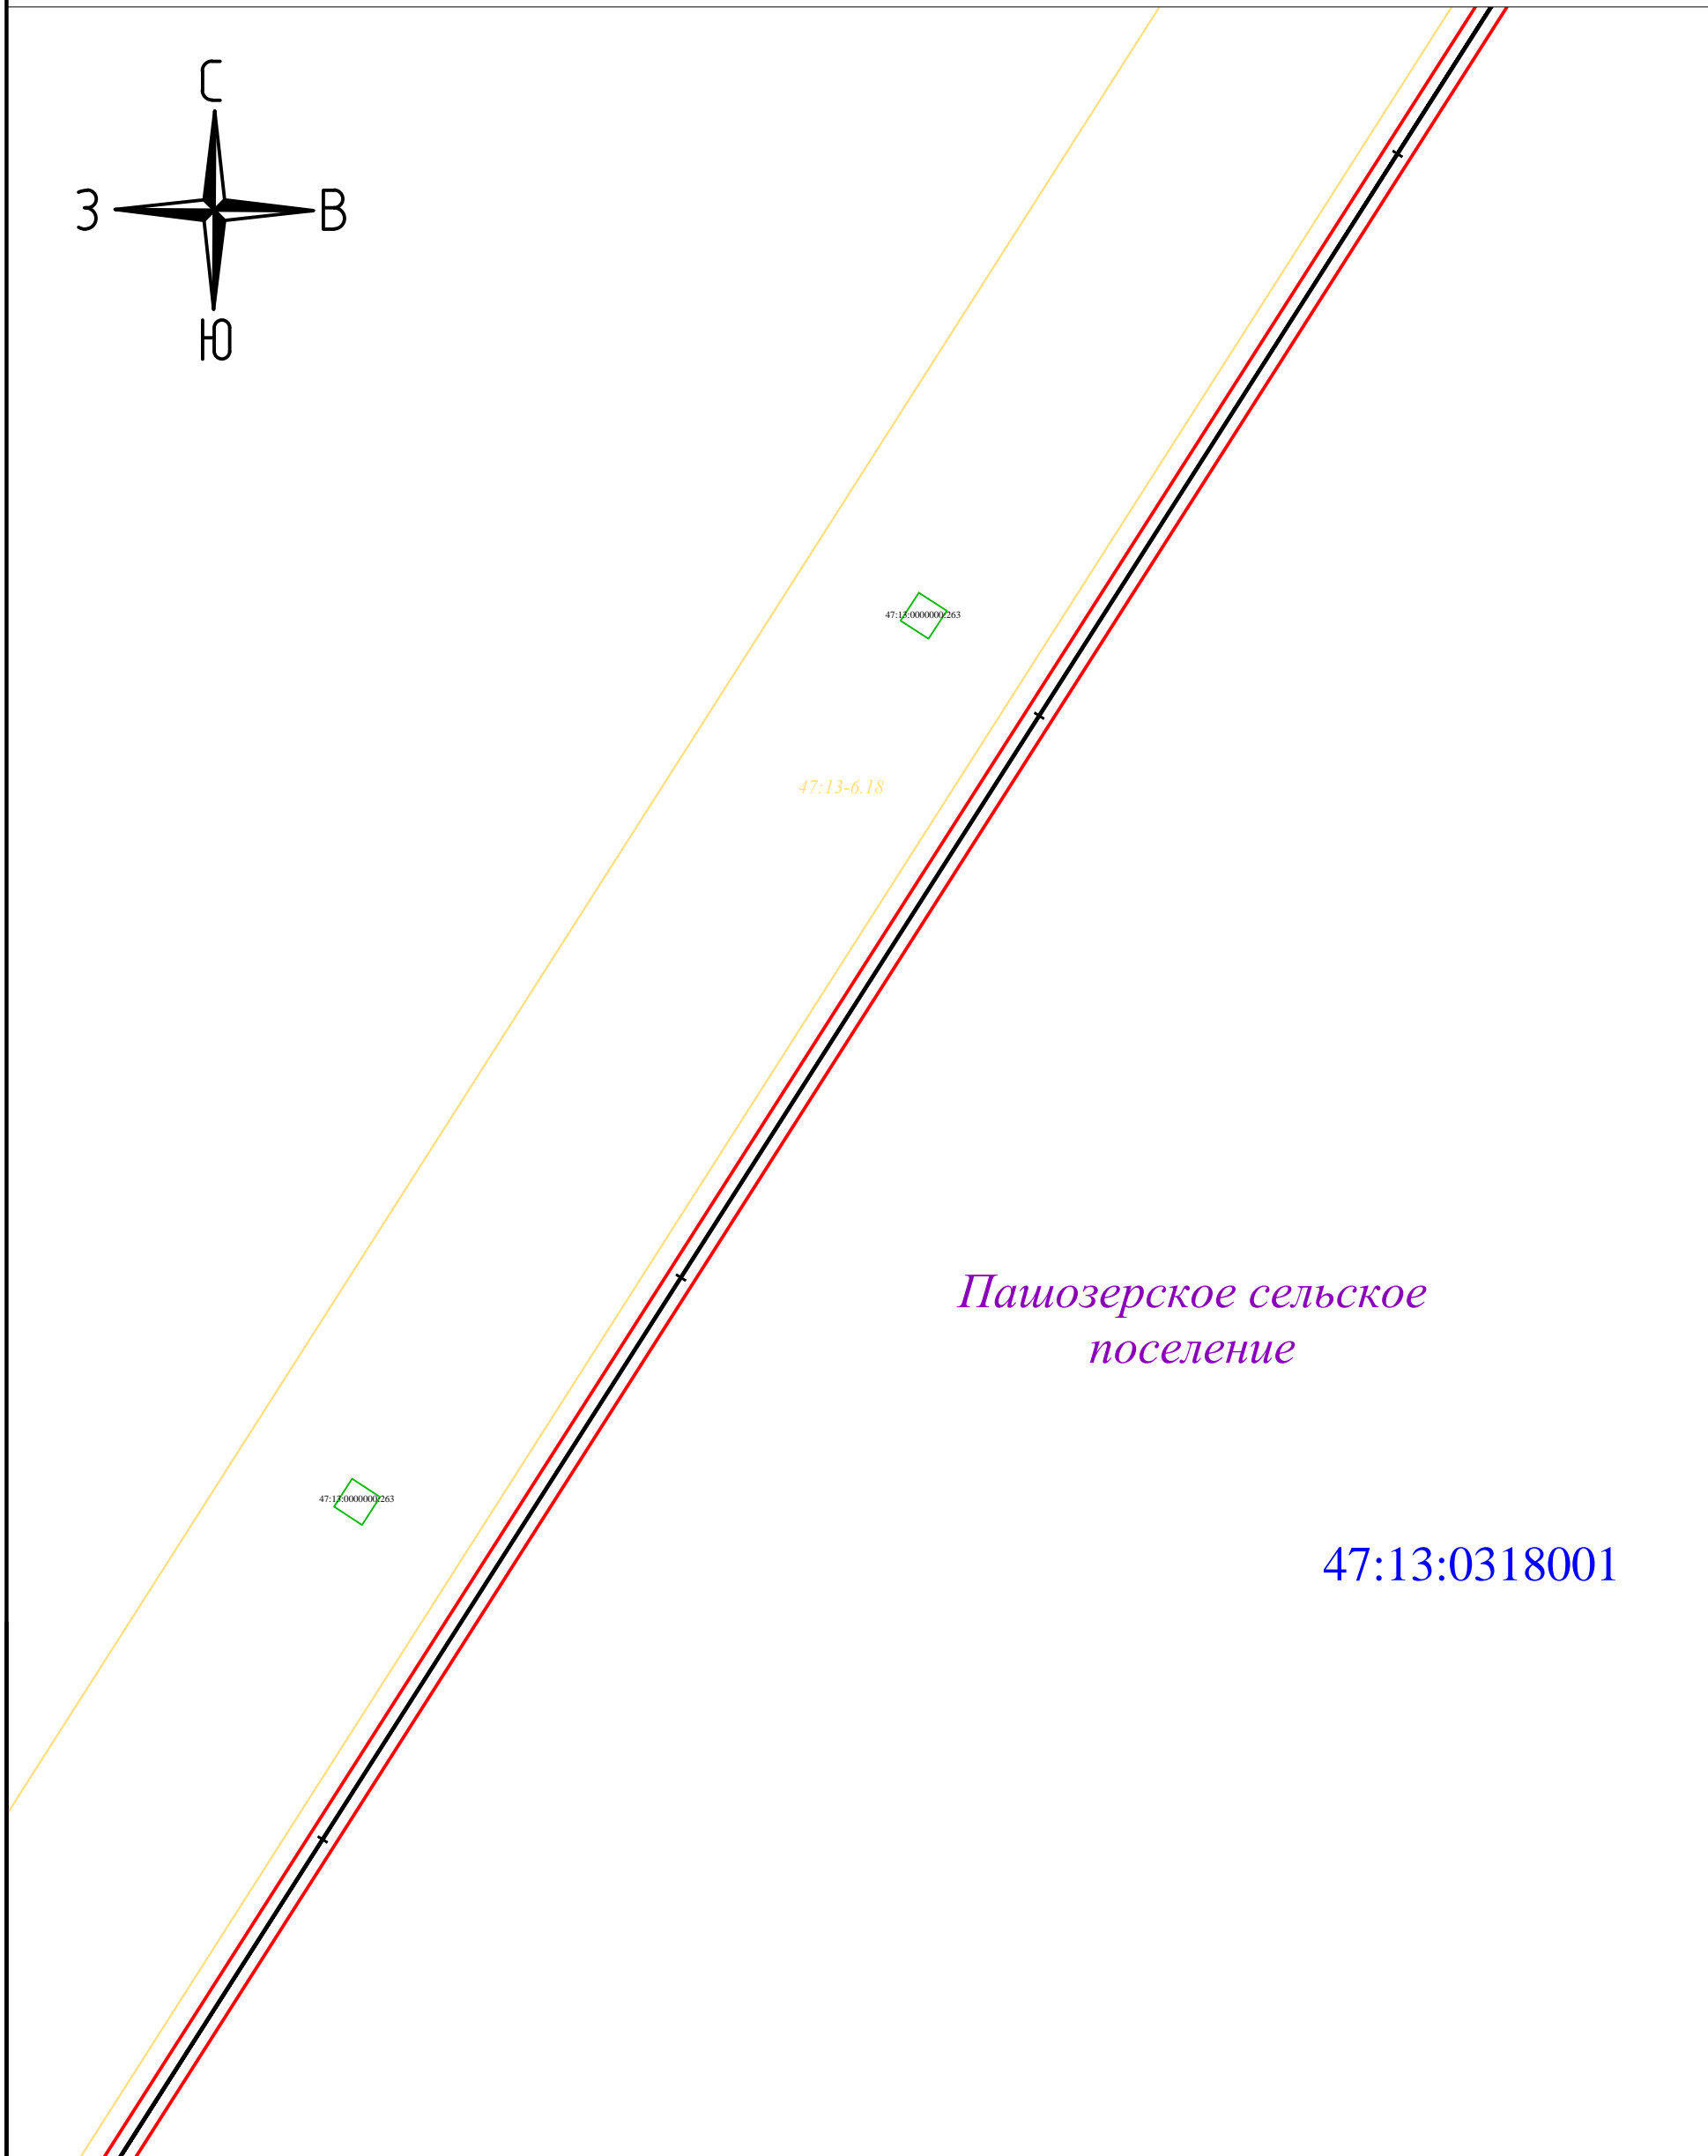 С
З
В
Ю
47:13:0000000:263
47:13-6.18
Пашозерское сельское
поселение
47:13:0000000:263
47:13:0318001